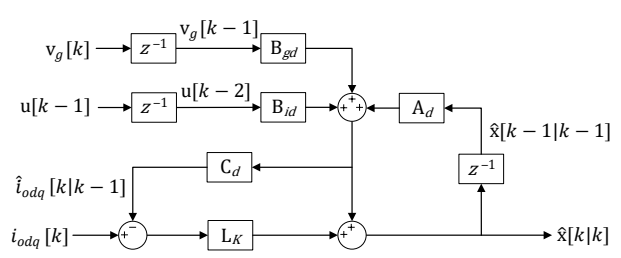 v_g[k]
z⁻¹
v_g[k−1]
B_gd
u[k−1]
z⁻¹
u[k−2]
B_id
+
+
+
A_d
x̂[k−1|k−1]
C_d
z⁻¹
î_odq[k|k−1]
i_odq[k]
+
−
L_K
+
+
x̂[k|k]